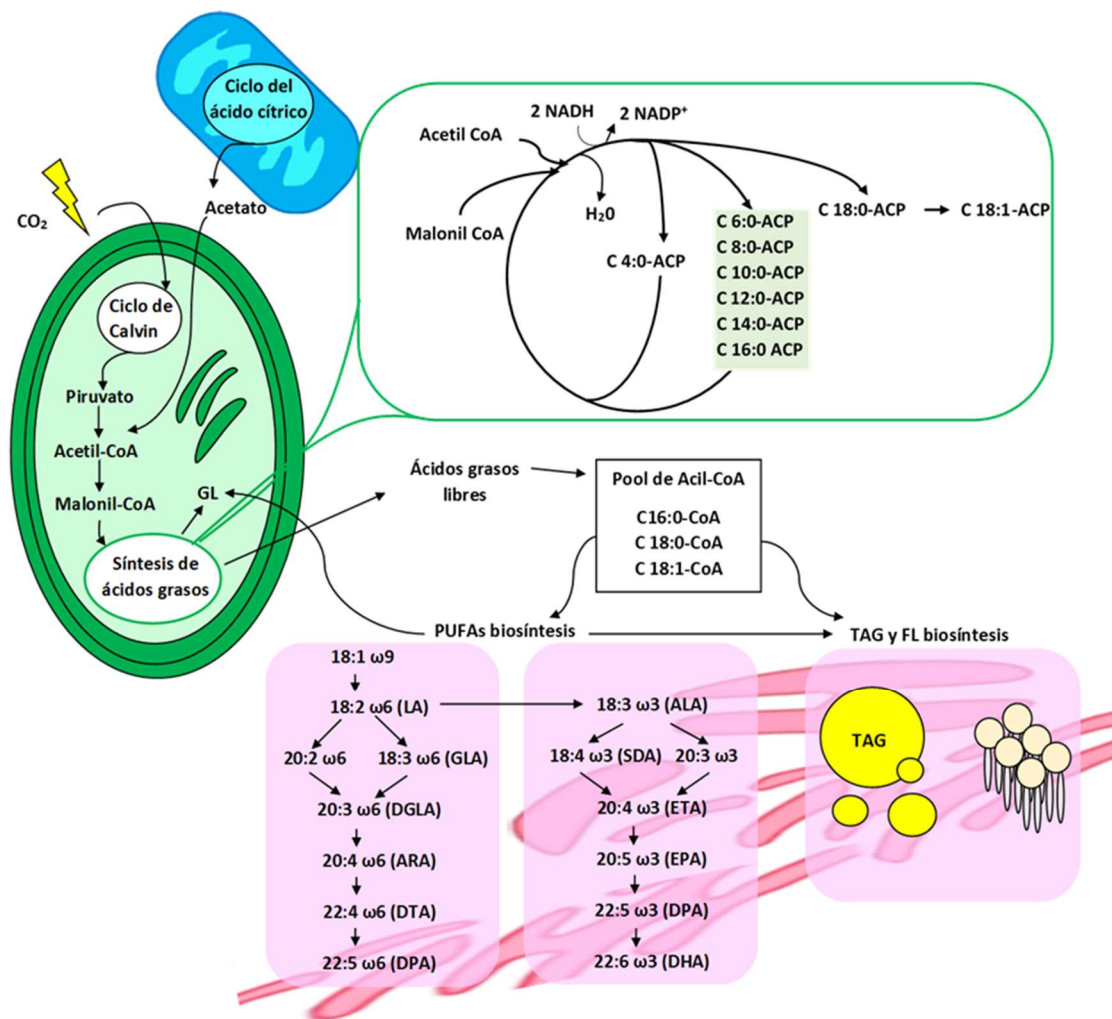 Ciclo del
ácido cítrico
Acetato
CO₂
Ciclo de
Calvin
Piruvato
Acetil-CoA
Malonil-CoA
GL
Síntesis de
ácidos grasos
2 NADH
2 NADP⁺
Acetil CoA
Malonil CoA
H₂0
C 4:0-ACP
C 6:0-ACP
C 8:0-ACP
C 10:0-ACP
C 12:0-ACP
C 14:0-ACP
C 16:0 ACP
C 18:0-ACP
C 18:1-ACP
Ácidos grasos
libres
Pool de Acil-CoA
C16:0-CoA
C 18:0-CoA
C 18:1-CoA
PUFAs biosíntesis
TAG y FL biosíntesis
18:1 ω9
18:2 ω6 (LA)
20:2 ω6
18:3 ω6 (GLA)
20:3 ω6 (DGLA)
20:4 ω6 (ARA)
22:4 ω6 (DTA)
22:5 ω6 (DPA)
18:3 ω3 (ALA)
18:4 ω3 (SDA)
20:3 ω3
20:4 ω3 (ETA)
20:5 ω3 (EPA)
22:5 ω3 (DPA)
22:6 ω3 (DHA)
TAG